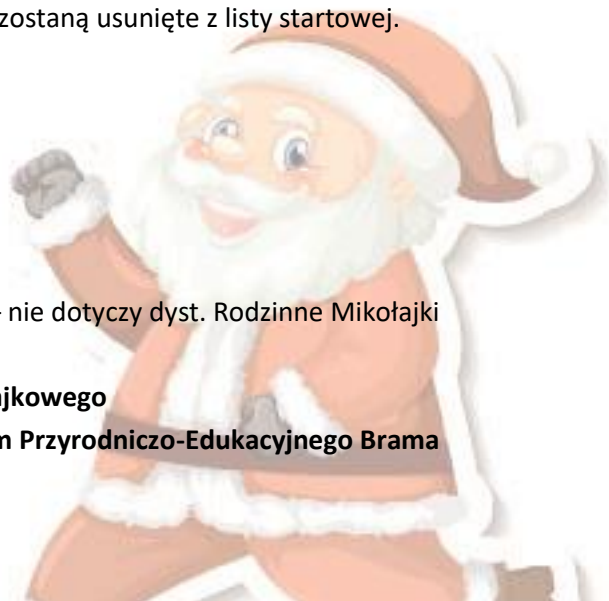 zostaną usunięte z listy startowej.
nie dotyczy dyst. Rodzinne Mikołajki
jkowego
m Przyrodniczo-Edukacyjnego Brama